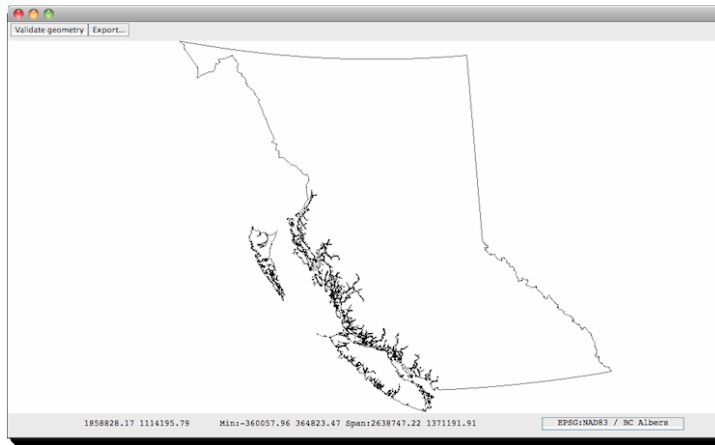 Validate geometry Export...
1858828.17 1114195.79 Min:-360057.96 364823.47 Span:2638747.22 1371191.91 EPSG:NAD83 / BC Albers